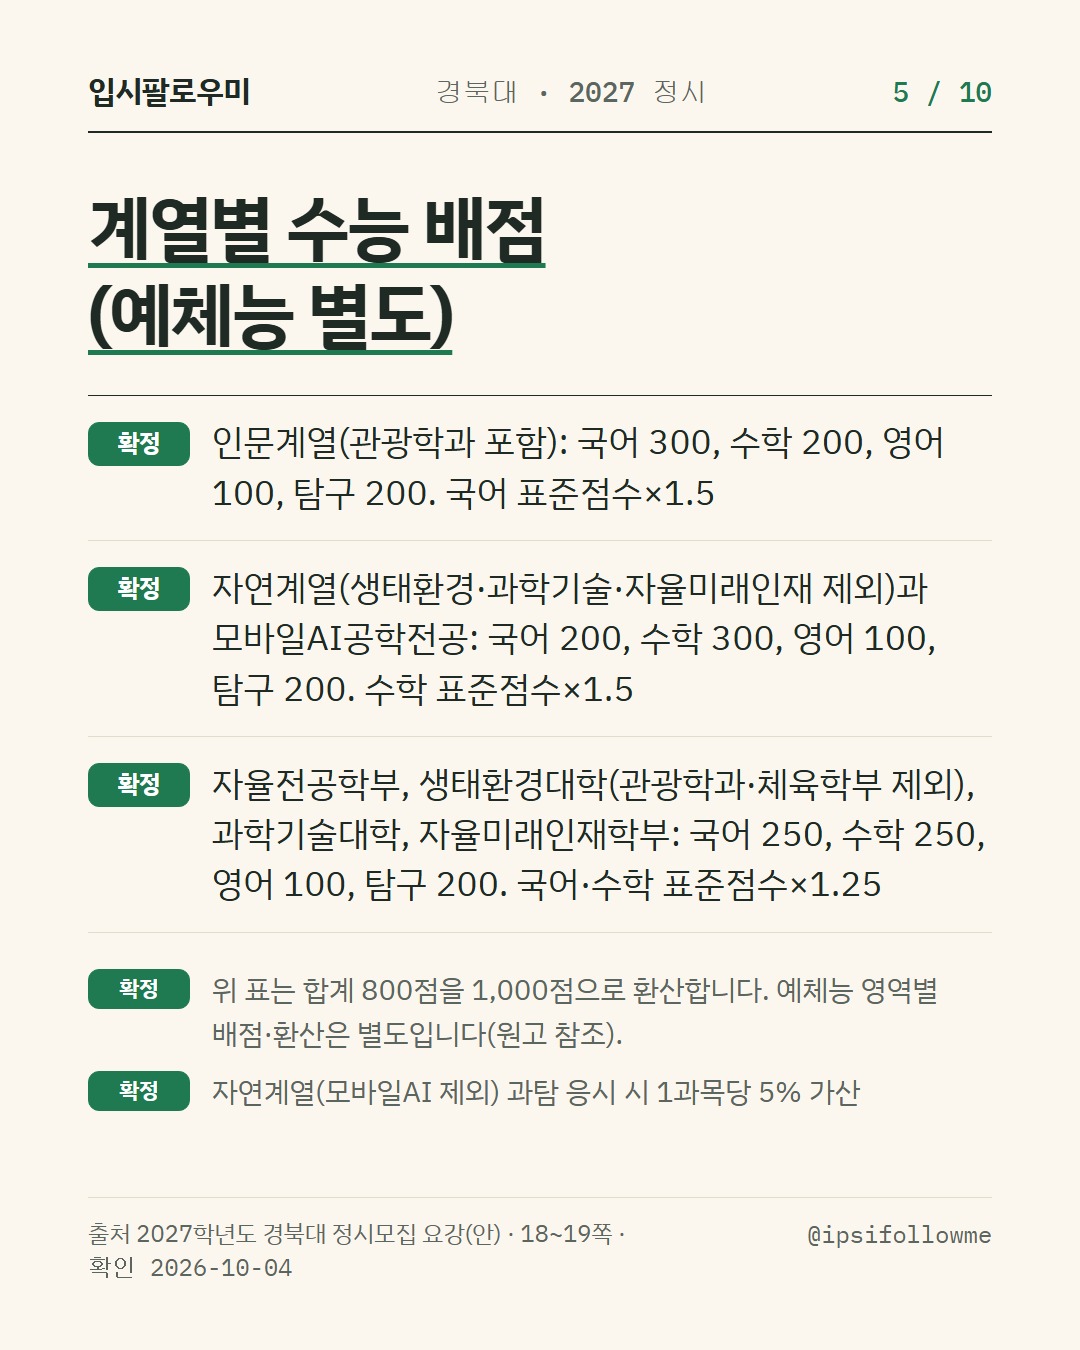 입시팔로우미
경북대 · 2027 정시
5 / 10
계열별 수능 배점
(예체능 별도)
확정
인문계열(관광학과 포함): 국어 300, 수학 200, 영어
100, 탐구 200. 국어 표준점수×1.5
확정
자연계열(생태환경·과학기술·자율미래인재 제외)과
모바일AI공학전공: 국어 200, 수학 300, 영어 100,
탐구 200. 수학 표준점수×1.5
확정
자율전공학부, 생태환경대학(관광학과·체육학부 제외),
과학기술대학, 자율미래인재학부: 국어 250, 수학 250,
영어 100, 탐구 200. 국어·수학 표준점수×1.25
확정
위 표는 합계 800점을 1,000점으로 환산합니다. 예체능 영역별
배점·환산은 별도입니다(원고 참조).
확정
자연계열(모바일AI 제외) 과탐 응시 시 1과목당 5% 가산
출처 2027학년도 경북대 정시모집 요강(안) · 18~19쪽 ·
확인 2026-10-04
@ipsifollowme